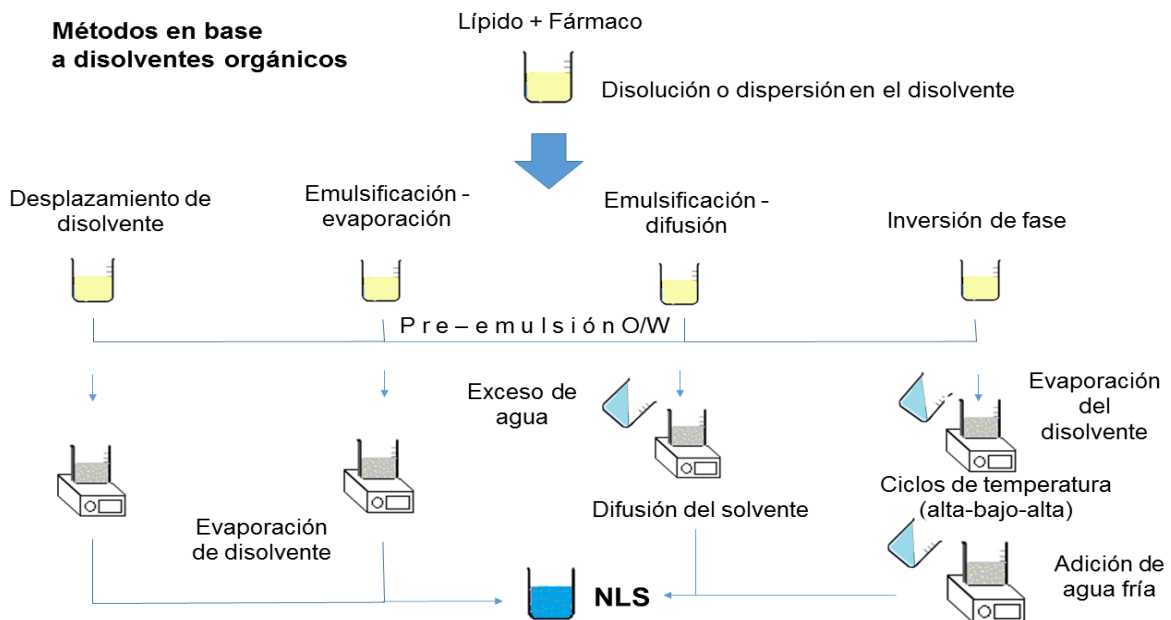 Métodos en base
a disolventes orgánicos
Lípido + Fármaco
Disolución o dispersión en el disolvente
Desplazamiento de
disolvente
Emulsificación -
evaporación
Emulsificación -
difusión
Inversión de fase
P r e – e m u l s i ó n O/W
Exceso de
agua
Evaporación
del
disolvente
Evaporación
de disolvente
Difusión del solvente
Ciclos de temperatura
(alta-bajo-alta)
Adición de
agua fría
NLS